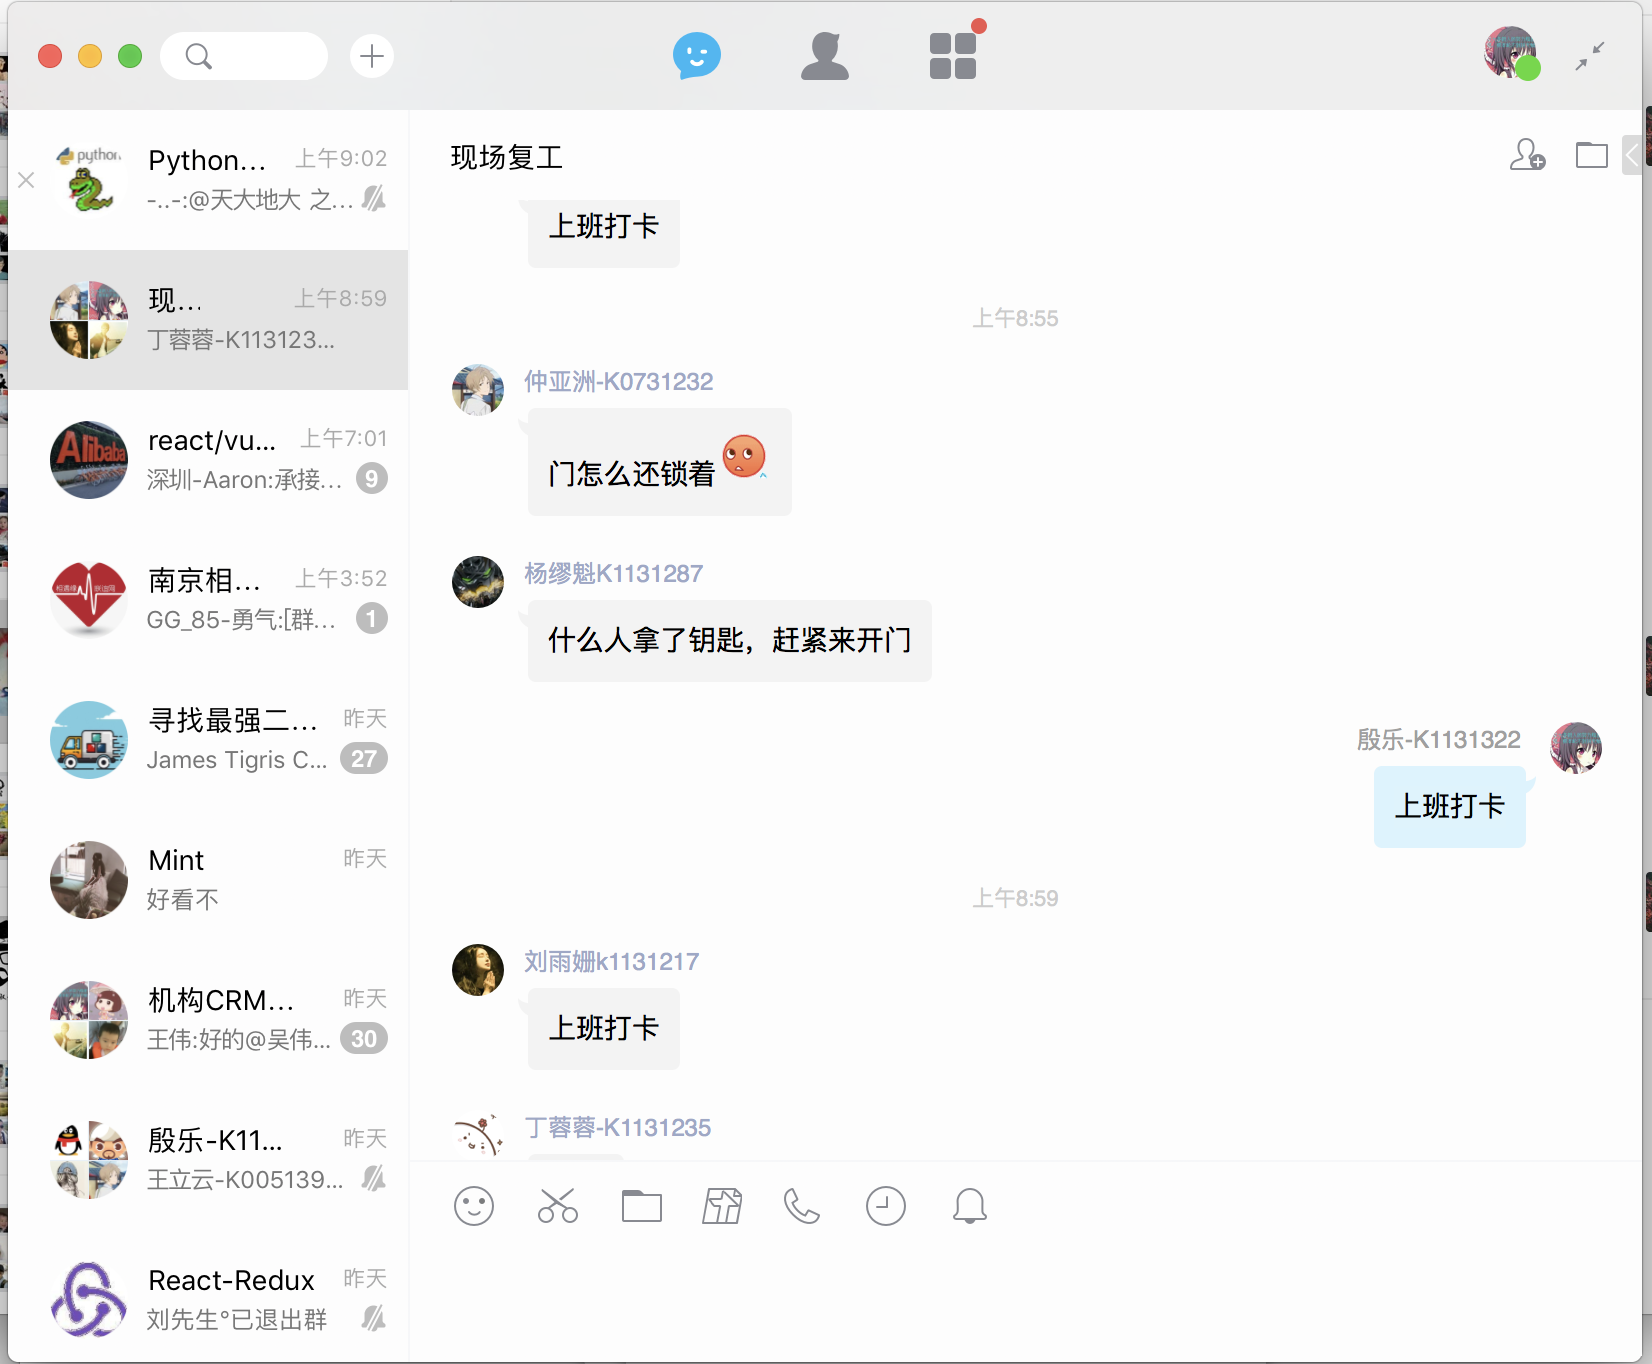 python
Python...
上午9:02
-..-:@天大地大 之...
现...
上午8:59
丁蓉蓉-K113123...
Alibaba
react/vu...
上午7:01
深圳-Aaron:承接...
9
南京相...
上午3:52
GG_85-勇气:[群...
1
寻找最强二...
昨天
James Tigris C...
27
Mint
昨天
好看不
机构CRM...
昨天
王伟:好的@吴伟...
30
殷乐-K11...
昨天
王立云-K005139...
React-Redux
昨天
刘先生°已退出群
现场复工
上班打卡
上午8:55
仲亚洲-K0731232
门怎么还锁着
杨缪魁K1131287
什么人拿了钥匙，赶紧来开门
殷乐-K1131322
上班打卡
上午8:59
刘雨姗k1131217
上班打卡
丁蓉蓉-K1131235